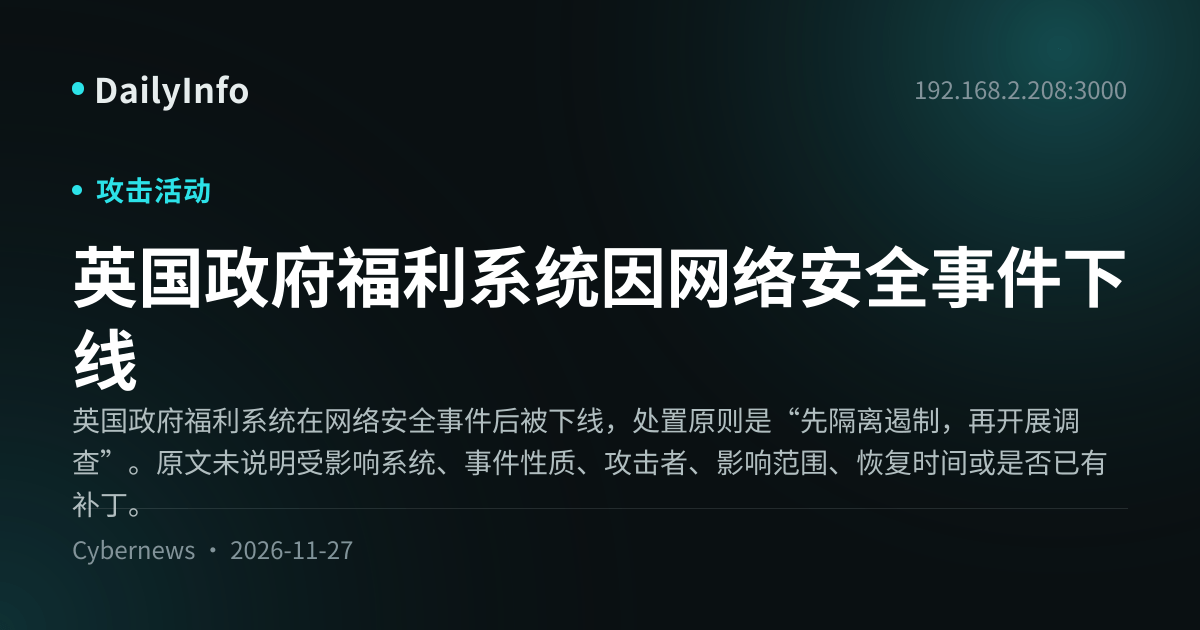 DailyInfo
192.168.2.208:3000
攻击活动
英国政府福利系统因网络安全事件下
线
英国政府福利系统在网络安全事件后被下线，处置原则是“先隔离遏制，再开展调
查”。原文未说明受影响系统、事件性质、攻击者、影响范围、恢复时间或是否已有
补丁。
Cybernews • 2026-11-27